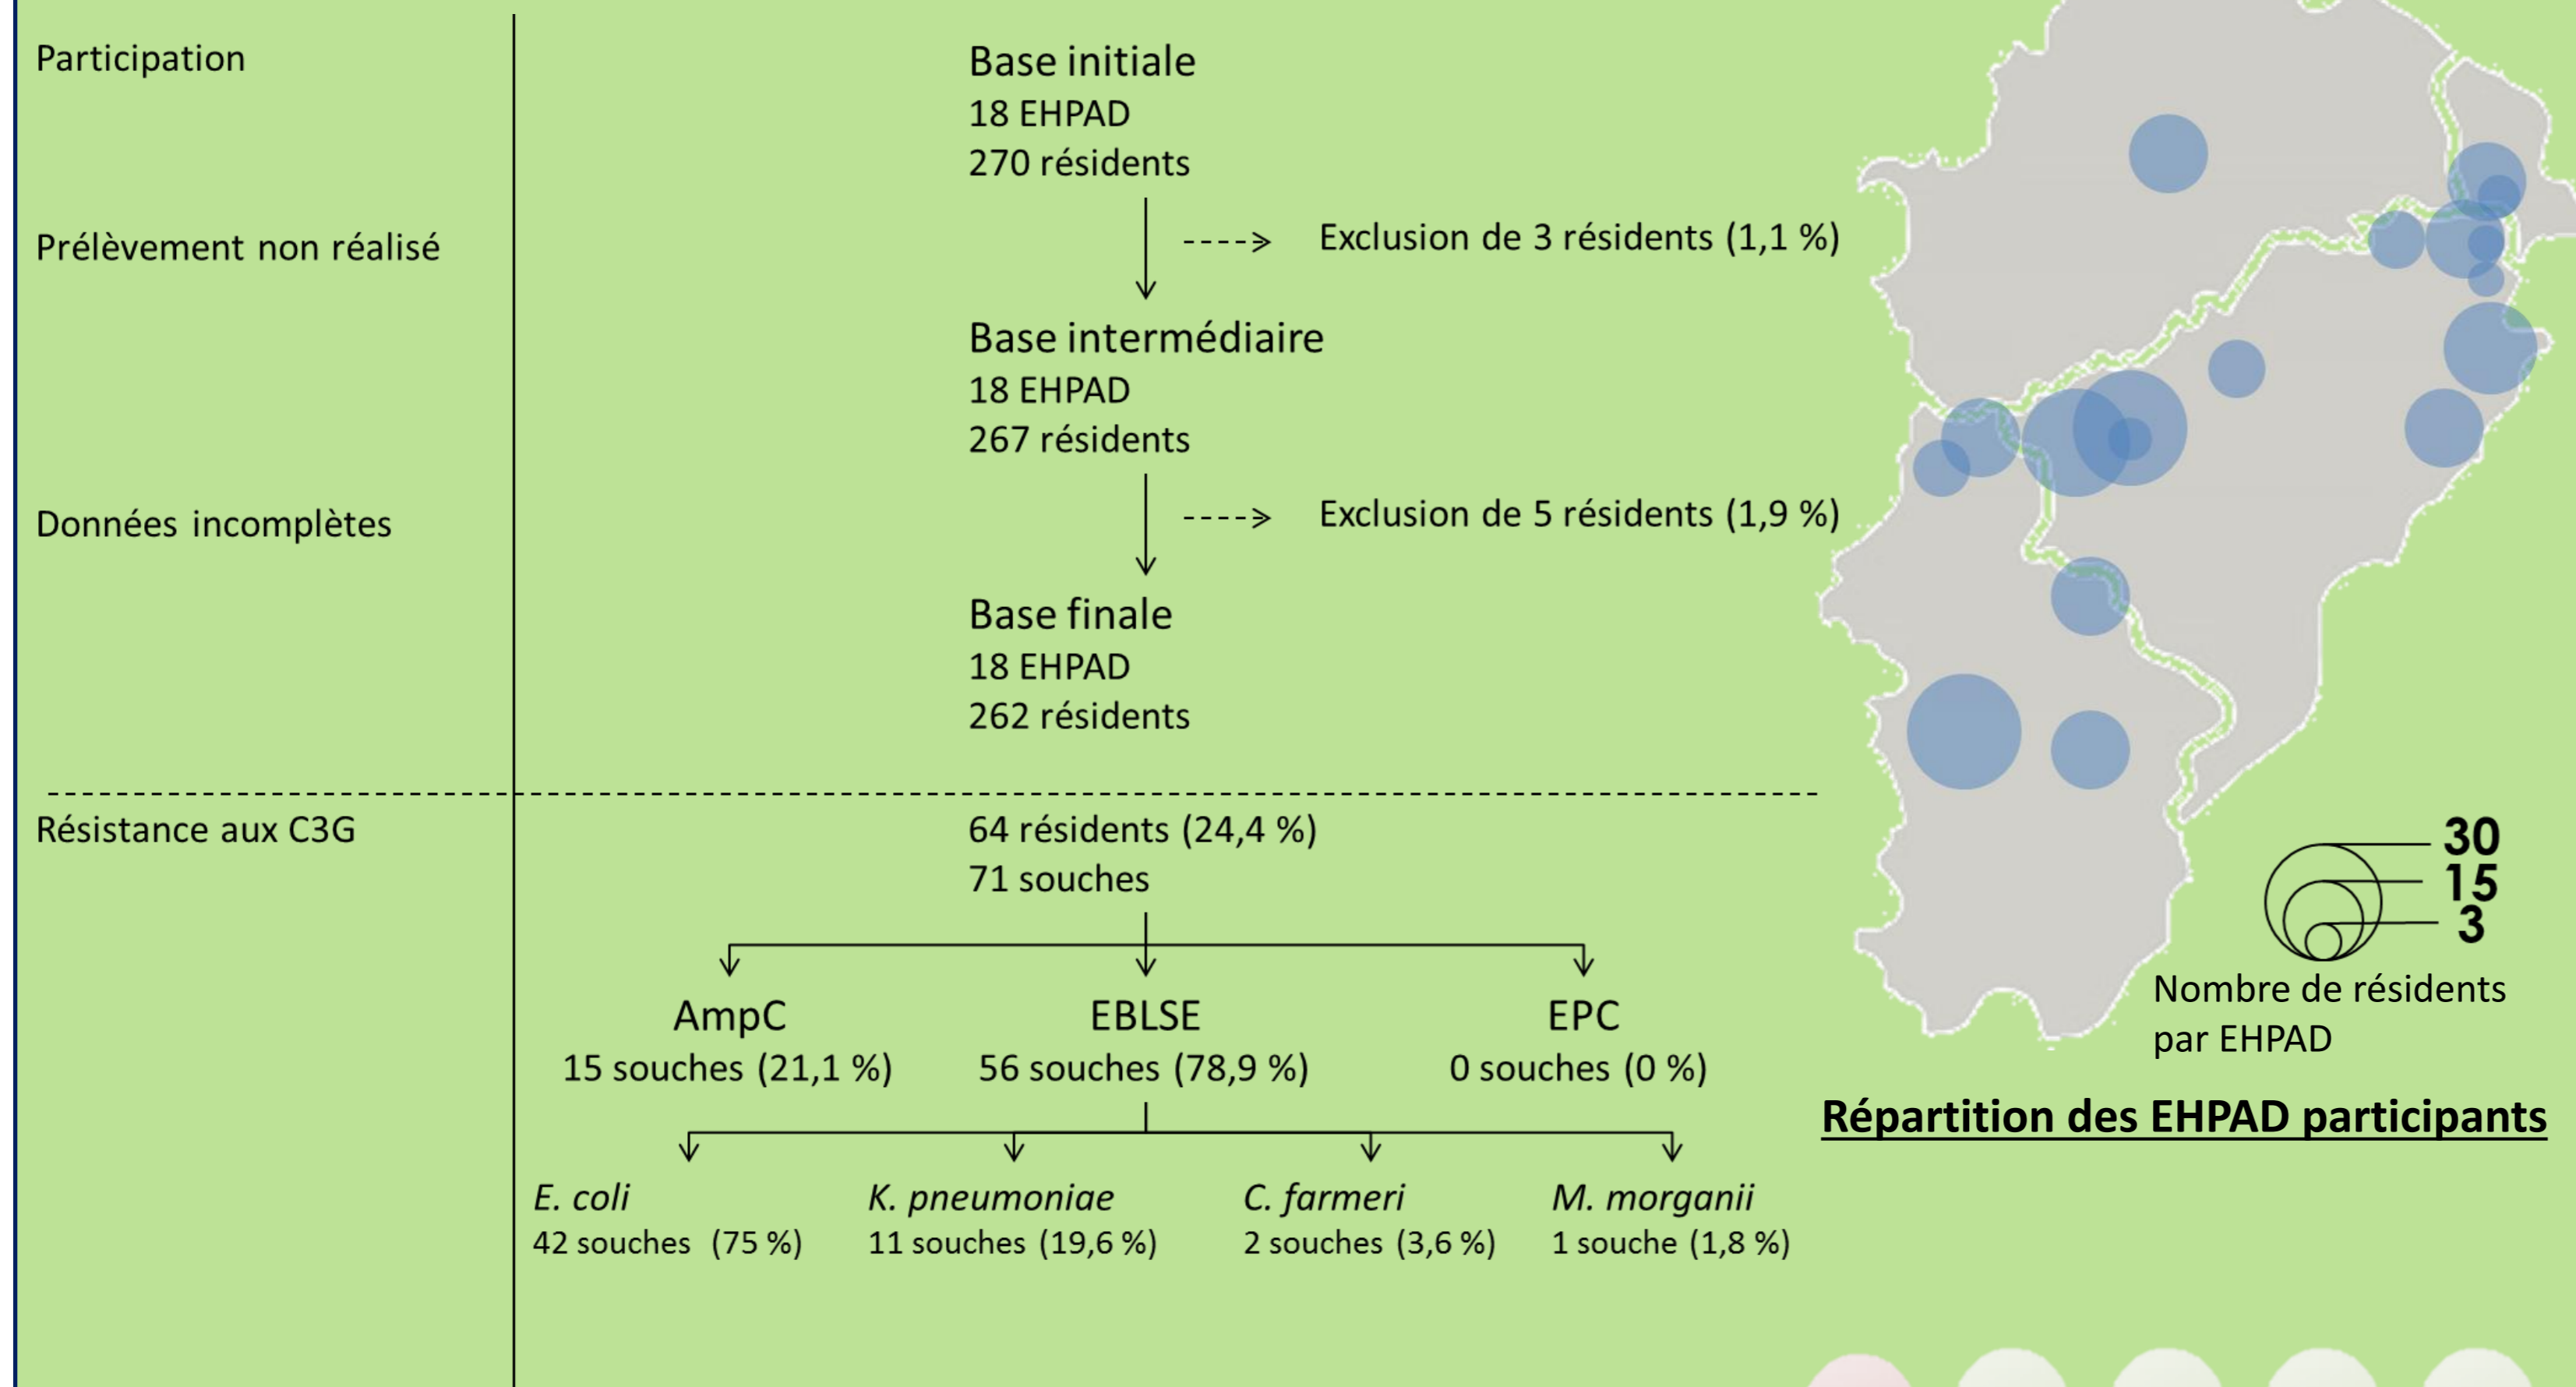 Participation
Base initiale
18 EHPAD
270 résidents
Prélèvement non réalisé
Exclusion de 3 résidents (1,1 %)
Base intermédiaire
18 EHPAD
267 résidents
Données incomplètes
Exclusion de 5 résidents (1,9 %)
Base finale
18 EHPAD
262 résidents
Résistance aux C3G
64 résidents (24,4 %)
71 souches
AmpC
15 souches (21,1 %)
EBLSE
56 souches (78,9 %)
EPC
0 souches (0 %)
E. coli
42 souches (75 %)
K. pneumoniae
11 souches (19,6 %)
C. farmeri
2 souches (3,6 %)
M. morganii
1 souche (1,8 %)
30
15
3
Nombre de résidents
par EHPAD
Répartition des EHPAD participants